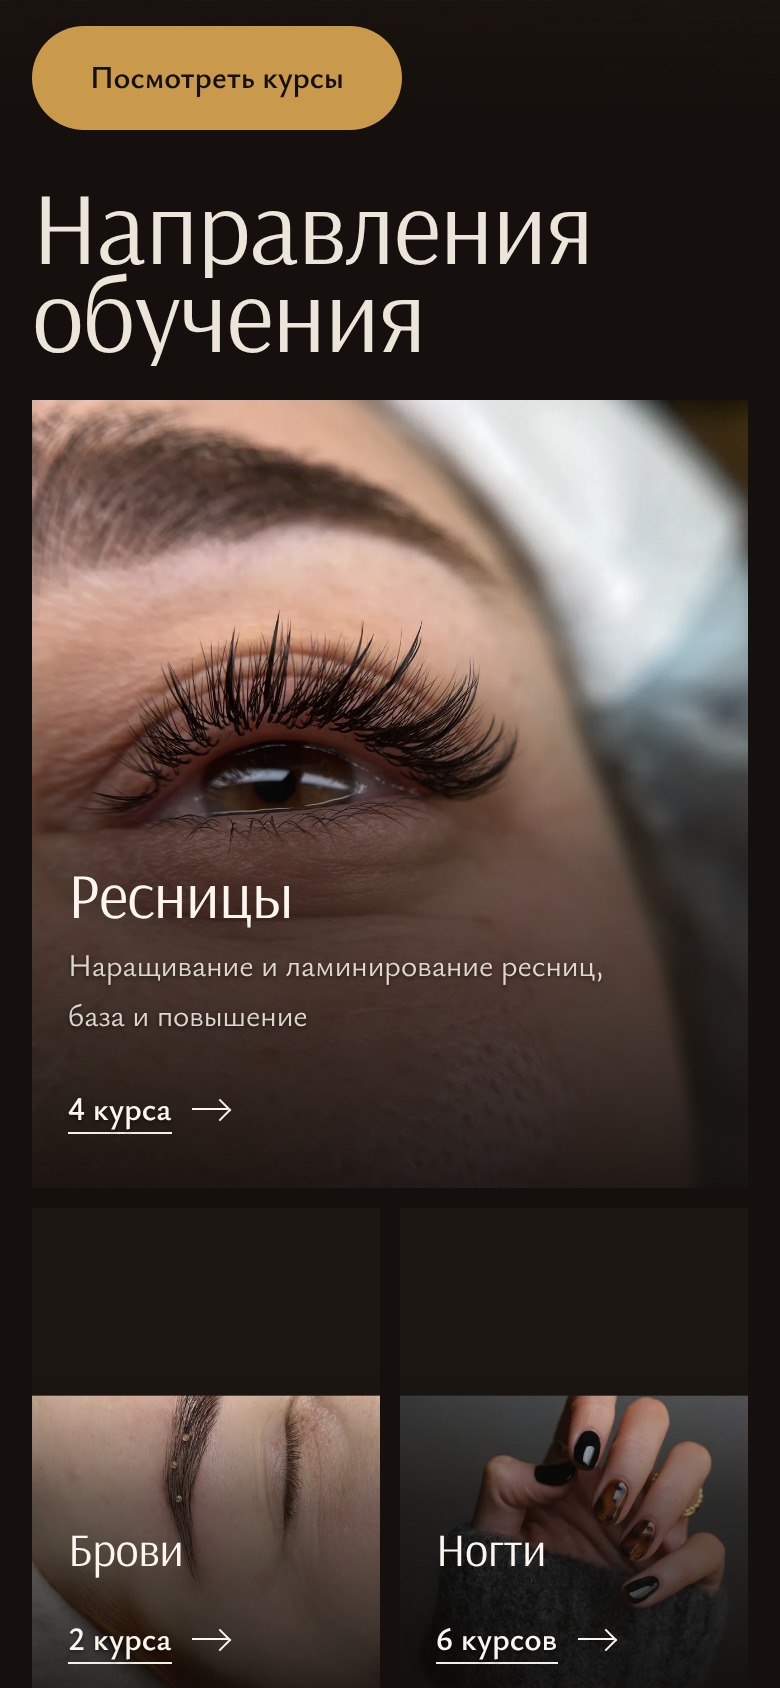 Посмотреть курсы
Направления
обучения
Ресницы
Наращивание и ламинирование ресниц,
база и повышение
4 курса
Брови
2 курса
Ногти
6 курсов